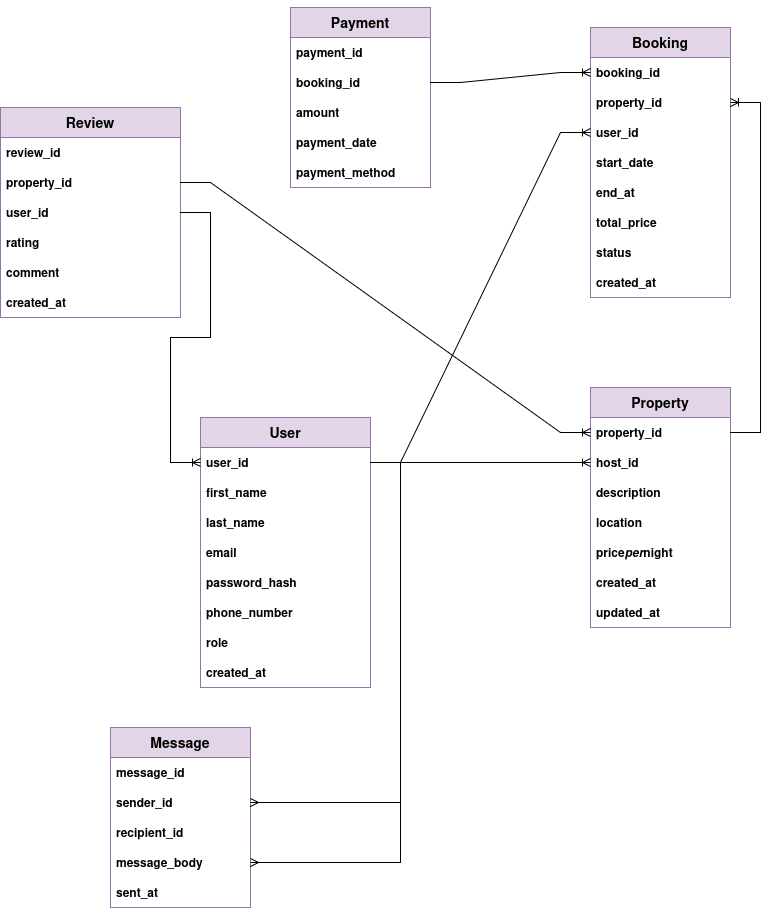 Payment
payment_id
booking_id
amount
payment_date
payment_method
Booking
booking_id
property_id
user_id
start_date
end_at
total_price
status
created_at
Review
review_id
property_id
user_id
rating
comment
created_at
User
user_id
first_name
last_name
email
password_hash
phone_number
role
created_at
Property
property_id
host_id
description
location
pricepernight
created_at
updated_at
Message
message_id
sender_id
recipient_id
message_body
sent_at